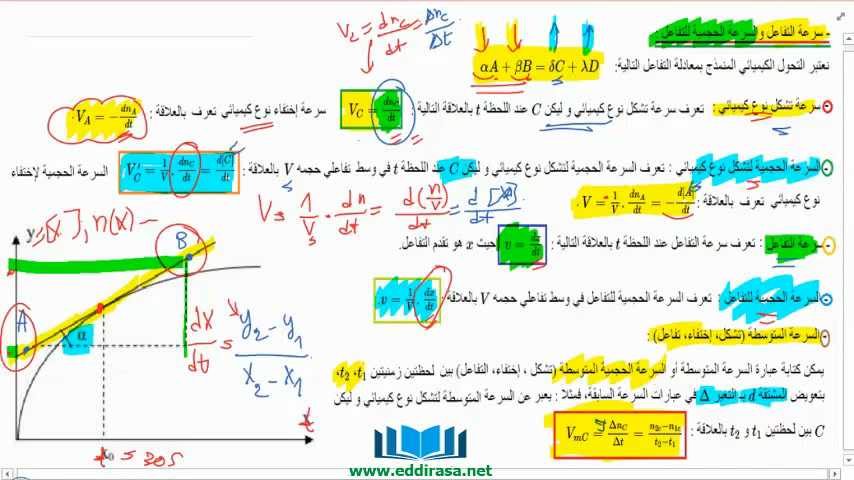 - سرعة التفاعل والسرعة الحجمية للتفاعل :
نعتبر التحول الكيميائي المنمذج بمعادلة التفاعل التالية: αA + βB = δC + λD
سرعة تشكل نوع كيميائي : تعرف سرعة تشكل نوع كيميائي و ليكن C عند اللحظة t بالعلاقة التالية: V_C = dn_C/dt سرعة إختفاء نوع كيميائي تعرف بالعلاقة: V_A = -dn_A/dt
السرعة الحجمية لتشكل نوع كيميائي : تعرف السرعة الحجمية لتشكل نوع كيميائي و ليكن C عند اللحظة t في وسط تفاعلي حجمه V بالعلاقة: V'_C = 1/V . dn_C/dt = d[C]/dt السرعة الحجمية لإختفاء
نوع كيميائي تعرف بالعلاقة: V = 1/V . dn_A/dt = -d[A]/dt
سرعة التفاعل : تعرف سرعة التفاعل عند اللحظة t بالعلاقة التالية: v = dx/dt حيث x هو تقدم التفاعل.
السرعة الحجمية للتفاعل : تعرف السرعة الحجمية للتفاعل في وسط تفاعلي حجمه V بالعلاقة: v = 1/V . dx/dt
السرعة المتوسطة (تشكل، إختفاء، تفاعل) :
يمكن كتابة عبارة السرعة المتوسطة أو السرعة الحجمية المتوسطة (تشكل ، إختفاء، التفاعل) بين لحظتين زمنيتين t₁، t₂
بتعويض المشتقة d بـ التغير Δ في عبارات السرعة السابقة، فمثلا : يعبر عن السرعة المتوسطة لتشكل نوع كيميائي و ليكن
C بين لحظتين t₁ و t₂ بالعلاقة: V_mC = Δn_C/Δt = n_2C-n_1C/t_2-t_1
V₂ = dn_C/dt = Δn_C/Δt
V = 1/V . dn/dt = d(n/V)/dt = d[X]/dt
y = [X], n(x) -
A
B
α
dx/dt = y₂ - y₁/x₂ - x₁
t
= 30s
www.eddirasa.net